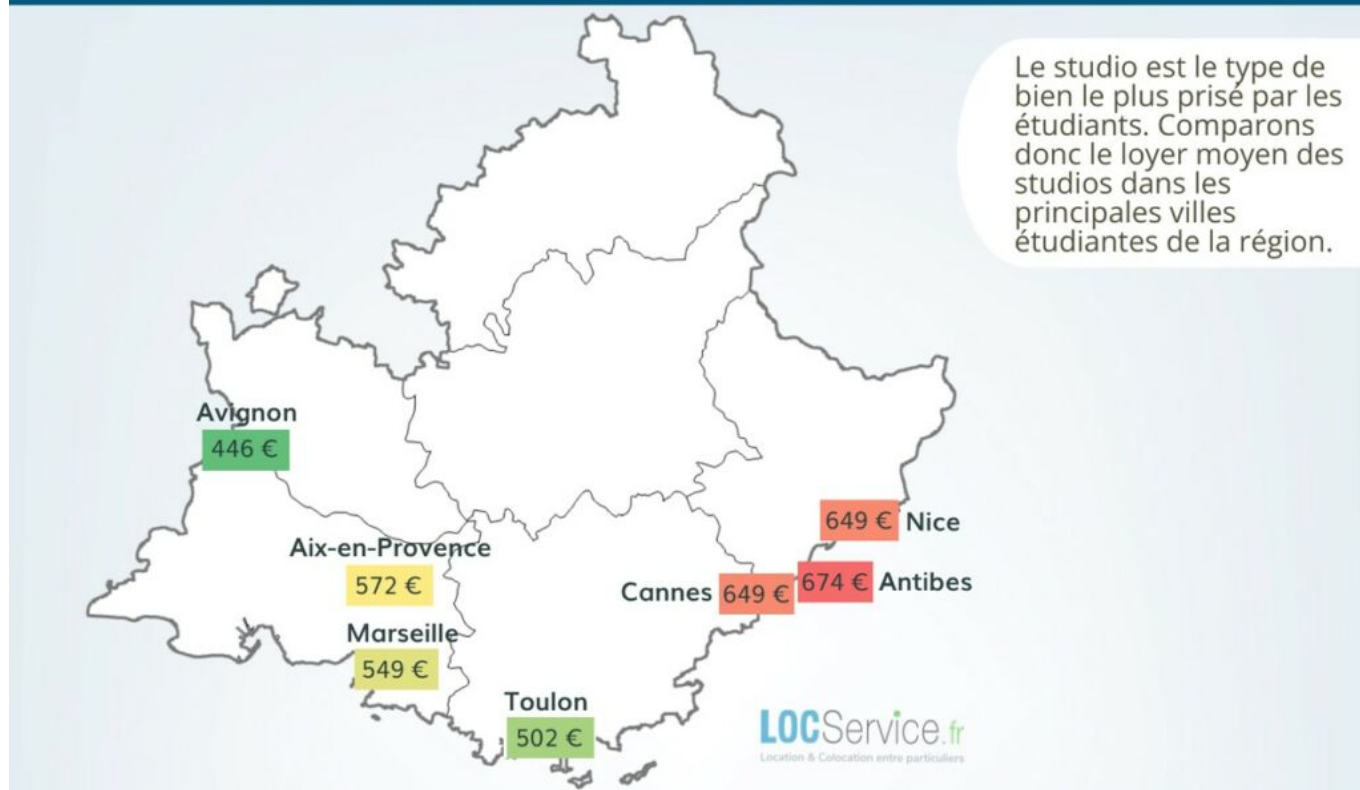 Le studio est le type de
bien le plus prisé par les
étudiants. Comparons
donc le loyer moyen des
studios dans les
principales villes
étudiantes de la région.
Avignon
446 €
649 € Nice
Aix-en-Provence
572 €
Cannes 649 €
674 € Antibes
Marseille
549 €
Toulon
502 €
LOCService.fr
Location & Colocation entre particuliers